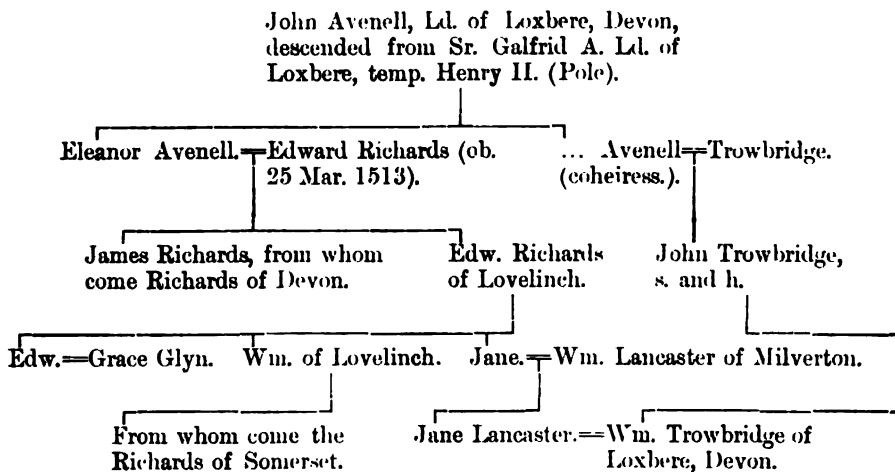 John Avenell, Ld. of Loxbere, Devon,
descended from Sr. Galfrid A. Ld. of
Loxbere, temp. Henry II. (Pole).
Eleanor Avenell.==Edward Richards (ob.
25 Mar. 1513).
... Avenell==Trowbridge.
(coheiress.).
James Richards, from whom
come Richards of Devon.
Edw. Richards
of Lovelinch.
John Trowbridge,
s. and h.
Edw.==Grace Glyn.
Wm. of Lovelinch.
Jane.==Wm. Lancaster of Milverton.
From whom come the
Richards of Somerset.
Jane Lancaster.==Wm. Trowbridge of
Loxbere, Devon.